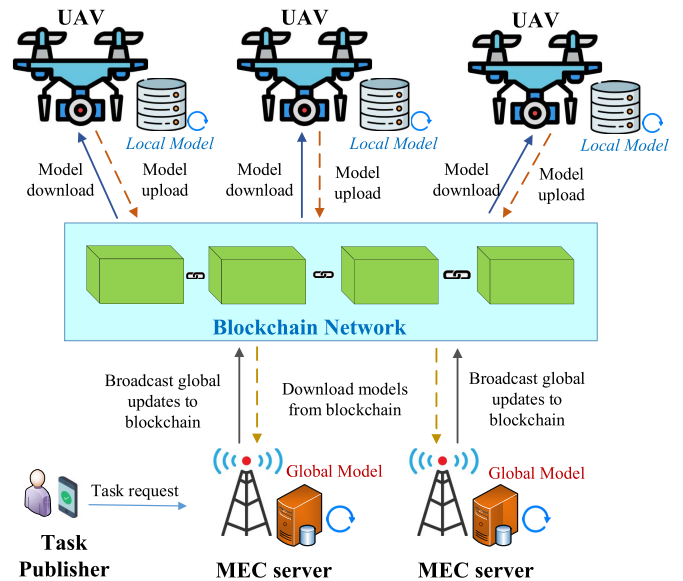 UAV
UAV
UAV
Local Model
Local Model
Local Model
Model
download
Model
upload
Model
download
Model
upload
Model
download
Model
upload
Blockchain Network
Broadcast global
updates to
blockchain
Download models
from blockchain
Broadcast global
updates to
blockchain
Global Model
Global Model
Task request
Task
Publisher
MEC server
MEC server